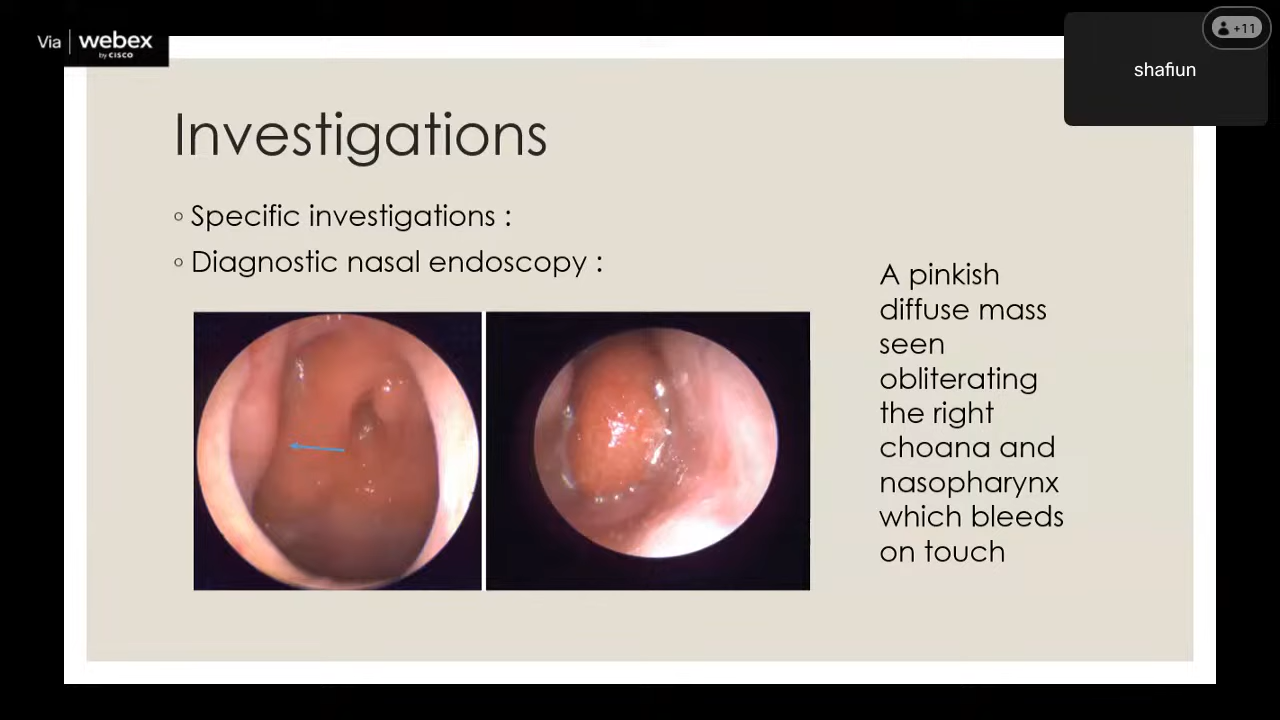 Via webex
by CISCO
+11
shafiun
Investigations
◦ Specific investigations :
◦ Diagnostic nasal endoscopy :
A pinkish
diffuse mass
seen
obliterating
the right
choana and
nasopharynx
which bleeds
on touch